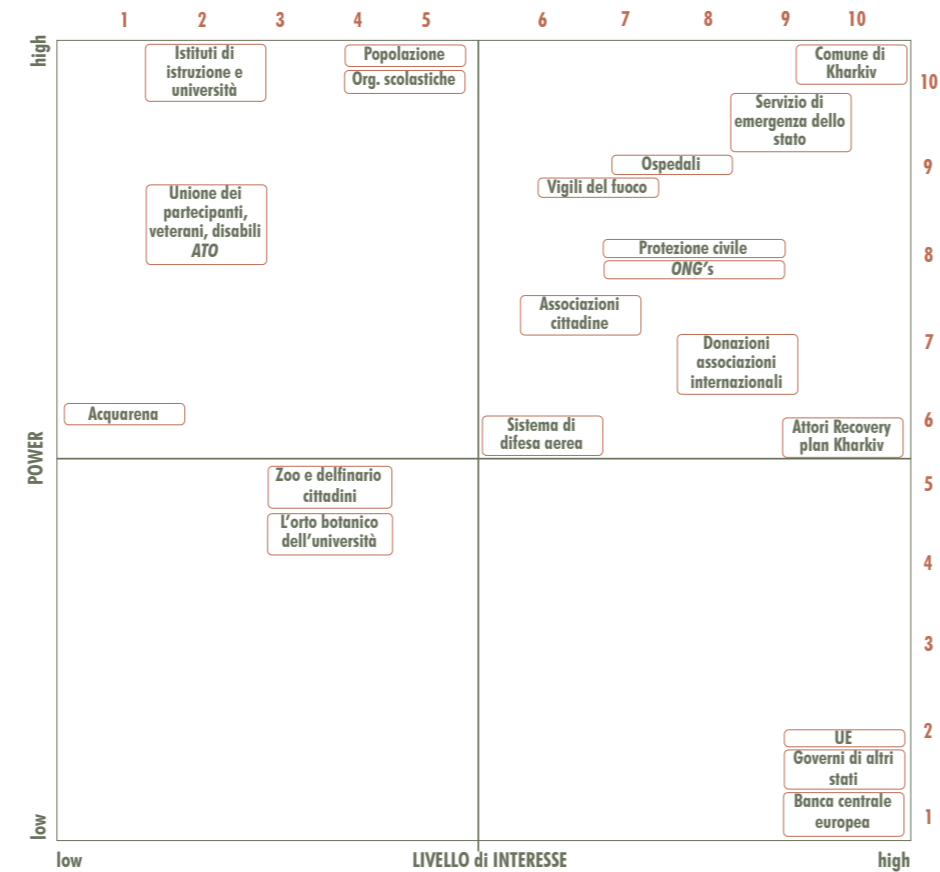 1 2 3 4 5 6 7 8 9 10
high
POWER
low
Istituti di
istruzione e
università
Popolazione
Org. scolastiche
Unione dei
partecipanti,
veterani, disabili
ATO
Acquarena
Comune di
Kharkiv
Servizio di
emergenza dello
stato
Ospedali
Vigili del fuoco
Protezione civile
ONG's
Associazioni
cittadine
Donazioni
associazioni
internazionali
Sistema di
difesa aerea
Attori Recovery
plan Kharkiv
Zoo e delfinario
cittadini
L'orto botanico
dell'università
UE
Governi di altri
stati
Banca centrale
europea
10
9
8
7
6
5
4
3
2
1
low LIVELLO di INTERESSE high